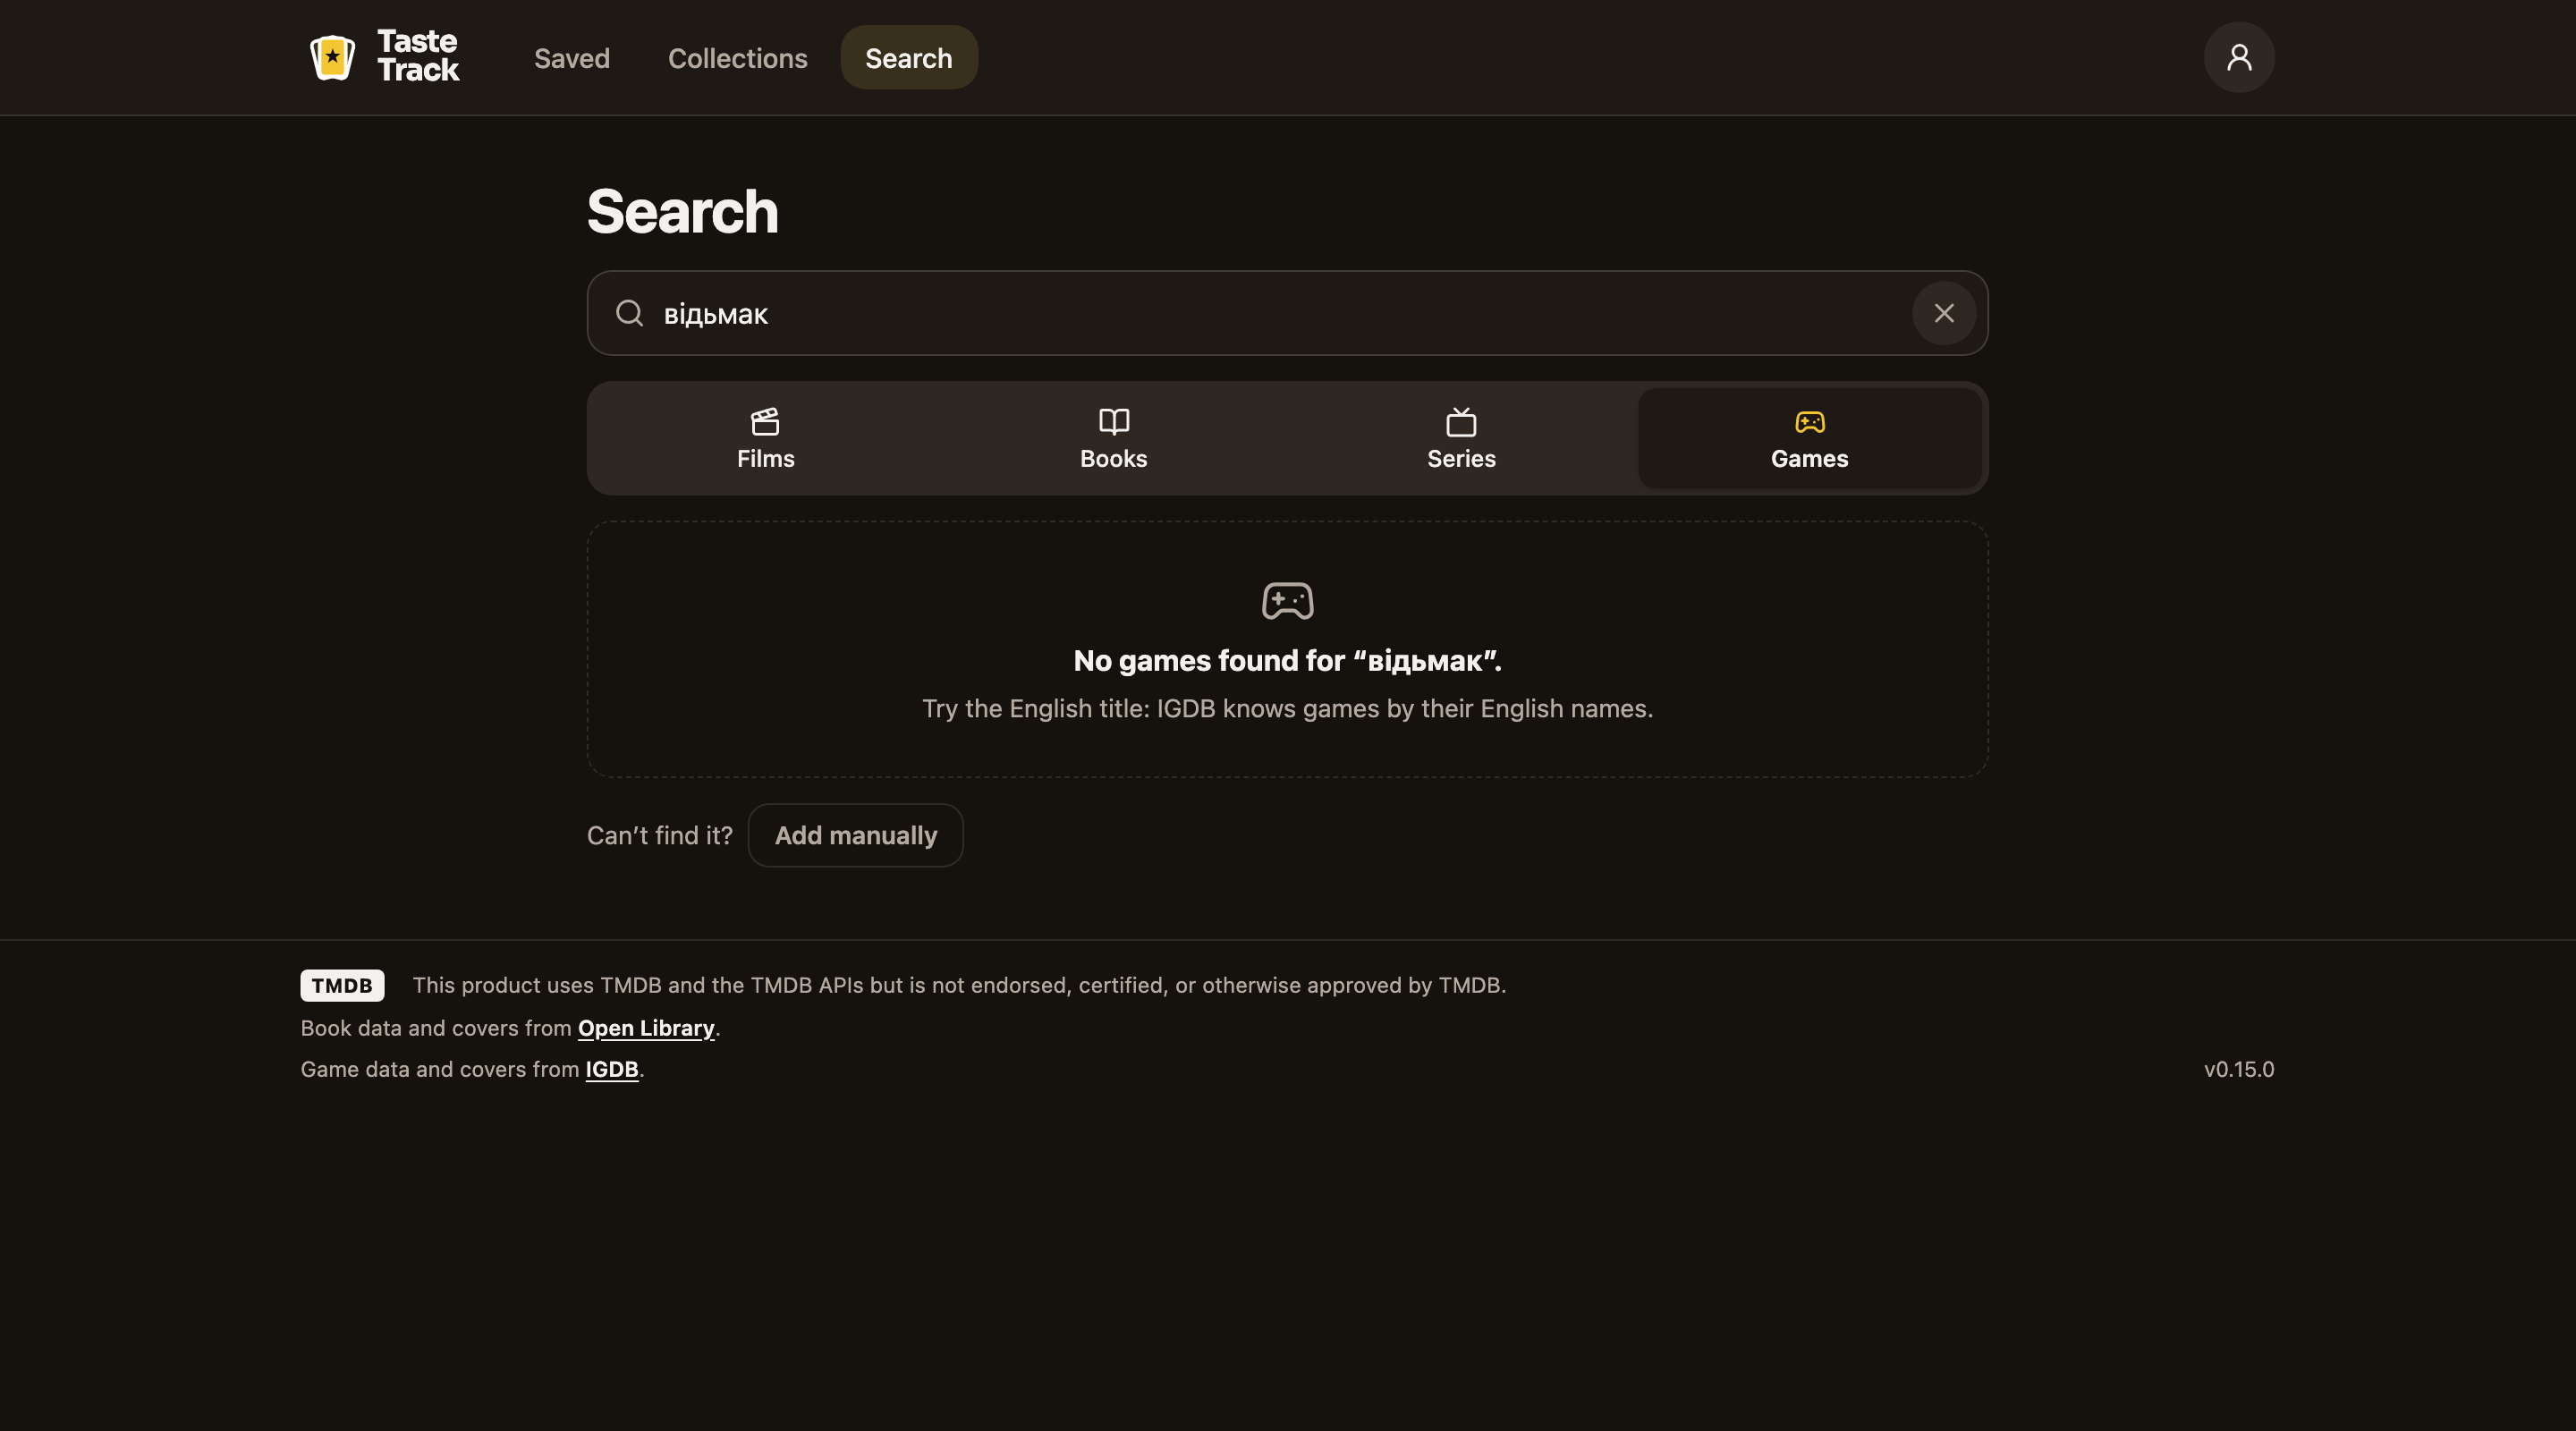 Taste
Track
Saved
Collections
Search
Search
відьмак
Films
Books
Series
Games
No games found for “відьмак”.
Try the English title: IGDB knows games by their English names.
Can’t find it?
Add manually
TMDB
This product uses TMDB and the TMDB APIs but is not endorsed, certified, or otherwise approved by TMDB.
Book data and covers from Open Library.
Game data and covers from IGDB.
v0.15.0